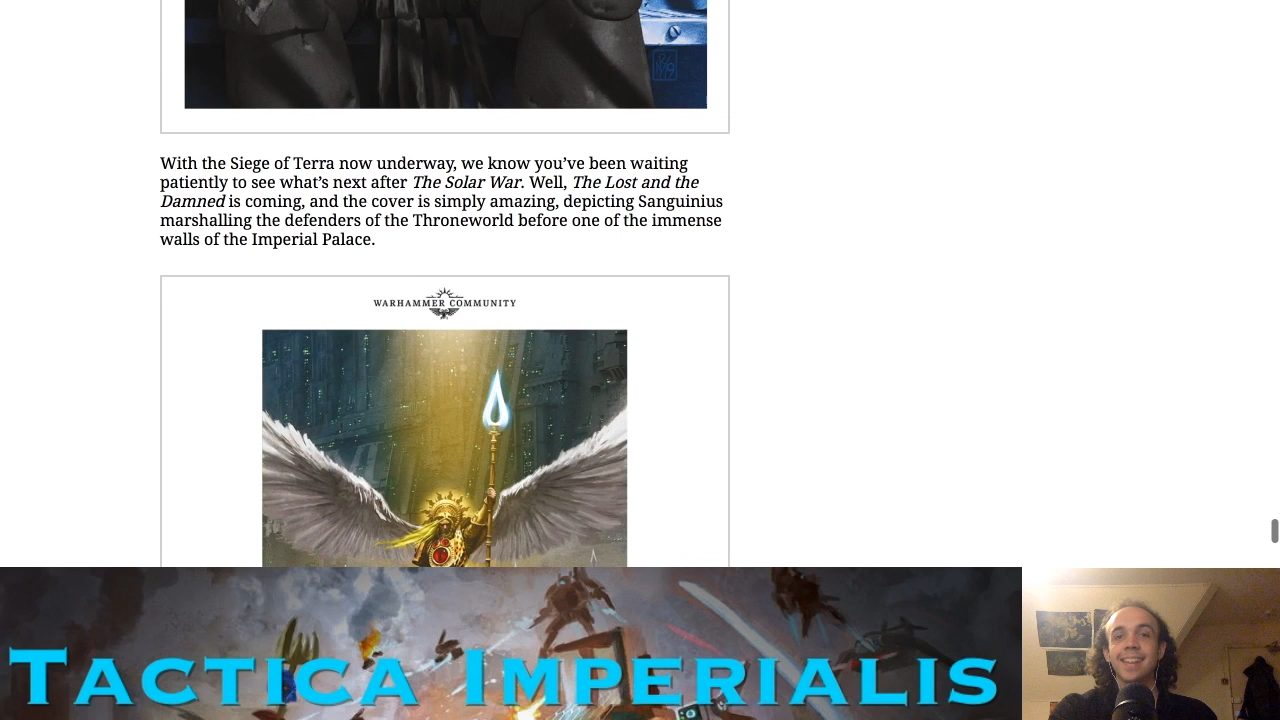 With the Siege of Terra now underway, we know you’ve been waiting
patiently to see what’s next after The Solar War. Well, The Lost and the
Damned is coming, and the cover is simply amazing, depicting Sanguinius
marshalling the defenders of the Throneworld before one of the immense
walls of the Imperial Palace.
WARHAMMER COMMUNITY
TACTICA IMPERIALIS